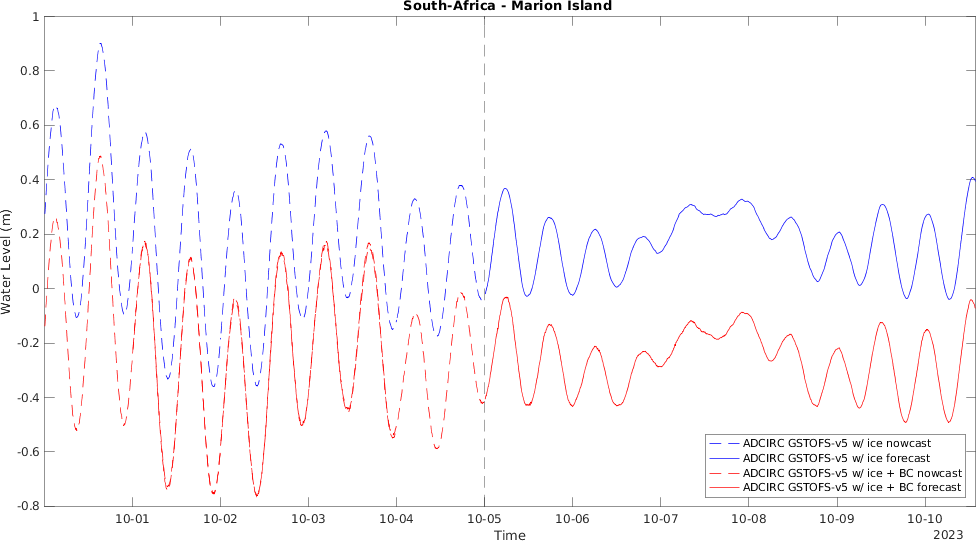 South-Africa - Marion Island
1
0.8
0.6
0.4
0.2
0
-0.2
-0.4
-0.6
-0.8
Water Level (m)
10-01 10-02 10-03 10-04 10-05 10-06 10-07 10-08 10-09 10-10
Time
2023
ADCIRC GSTOFS-v5 w/ ice nowcast
ADCIRC GSTOFS-v5 w/ ice forecast
ADCIRC GSTOFS-v5 w/ ice + BC nowcast
ADCIRC GSTOFS-v5 w/ ice + BC forecast